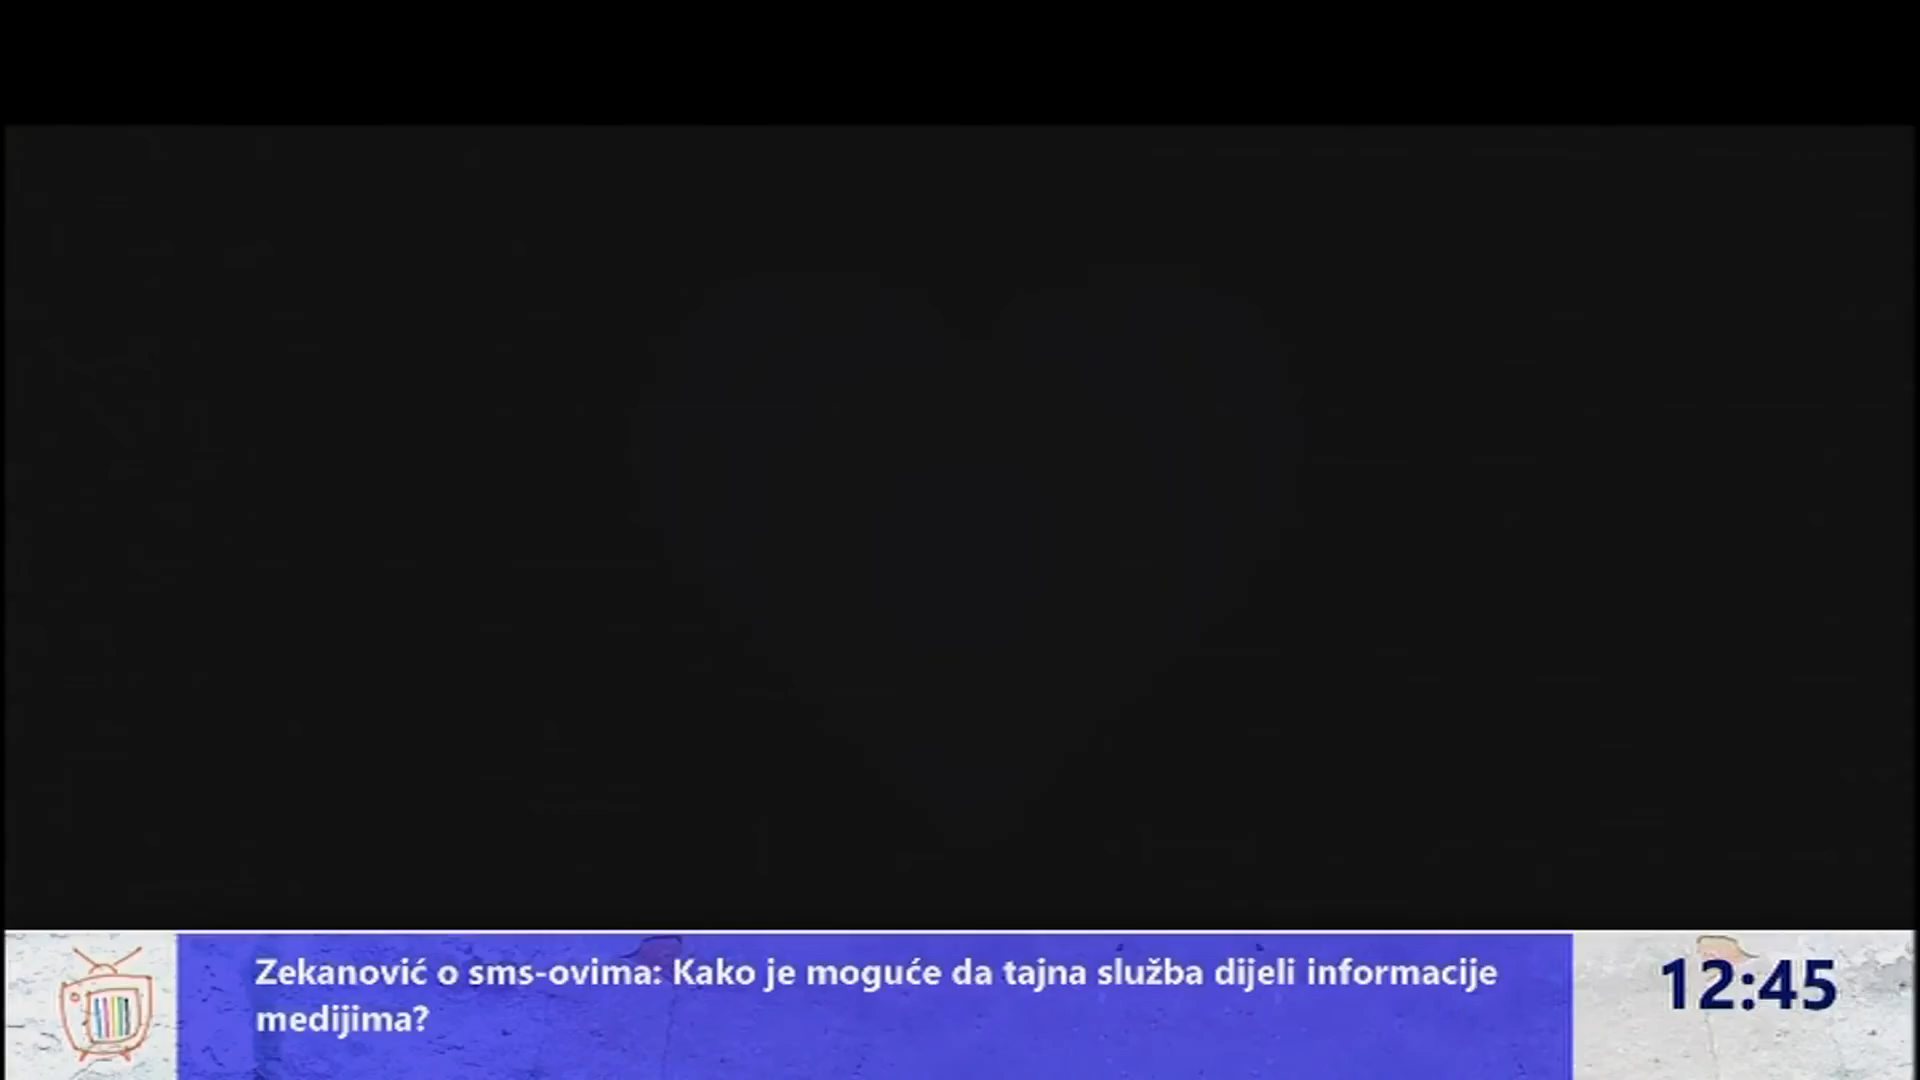 Zekanović o sms-ovima: Kako je moguće da tajna služba dijeli informacije
medijima?
12:45